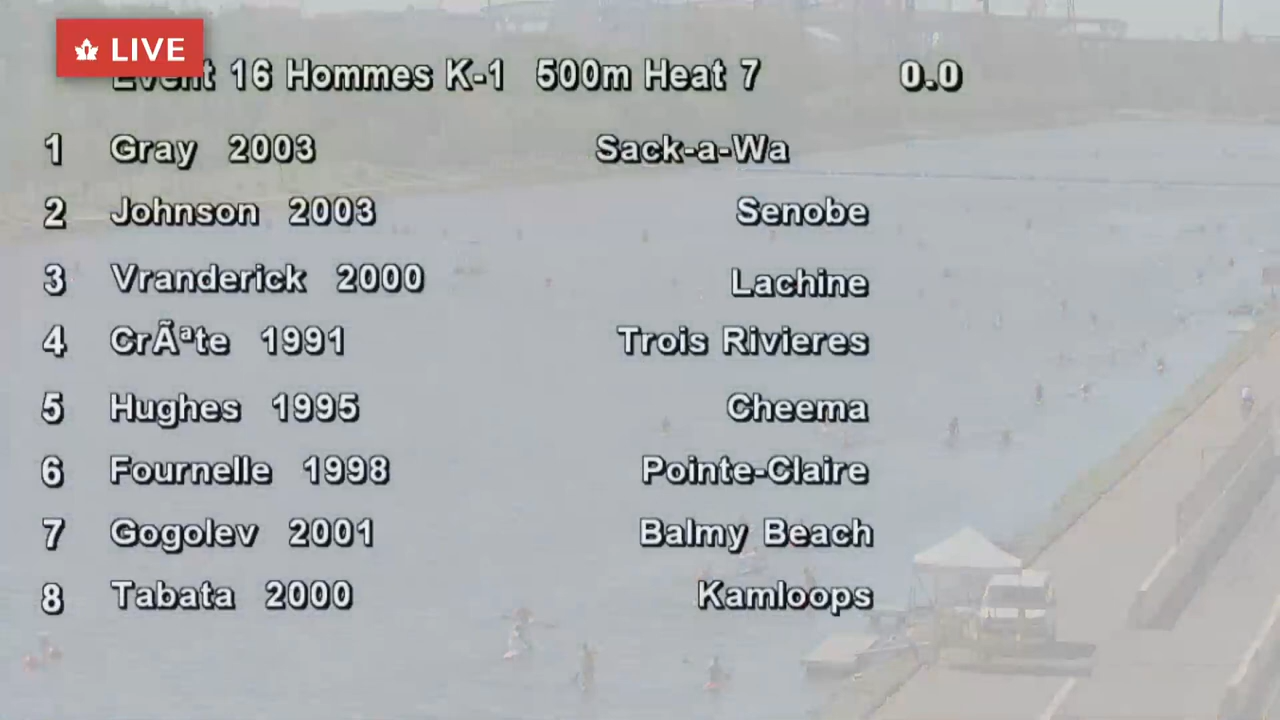 LIVE
Event 16 Hommes K-1 500m Heat 7 0.0
1 Gray 2003 Sack-a-Wa
2 Johnson 2003 Senobe
3 Vranderick 2000 Lachine
4 CrÃªte 1991 Trois Rivieres
5 Hughes 1995 Cheema
6 Fournelle 1998 Pointe-Claire
7 Gogolev 2001 Balmy Beach
8 Tabata 2000 Kamloops